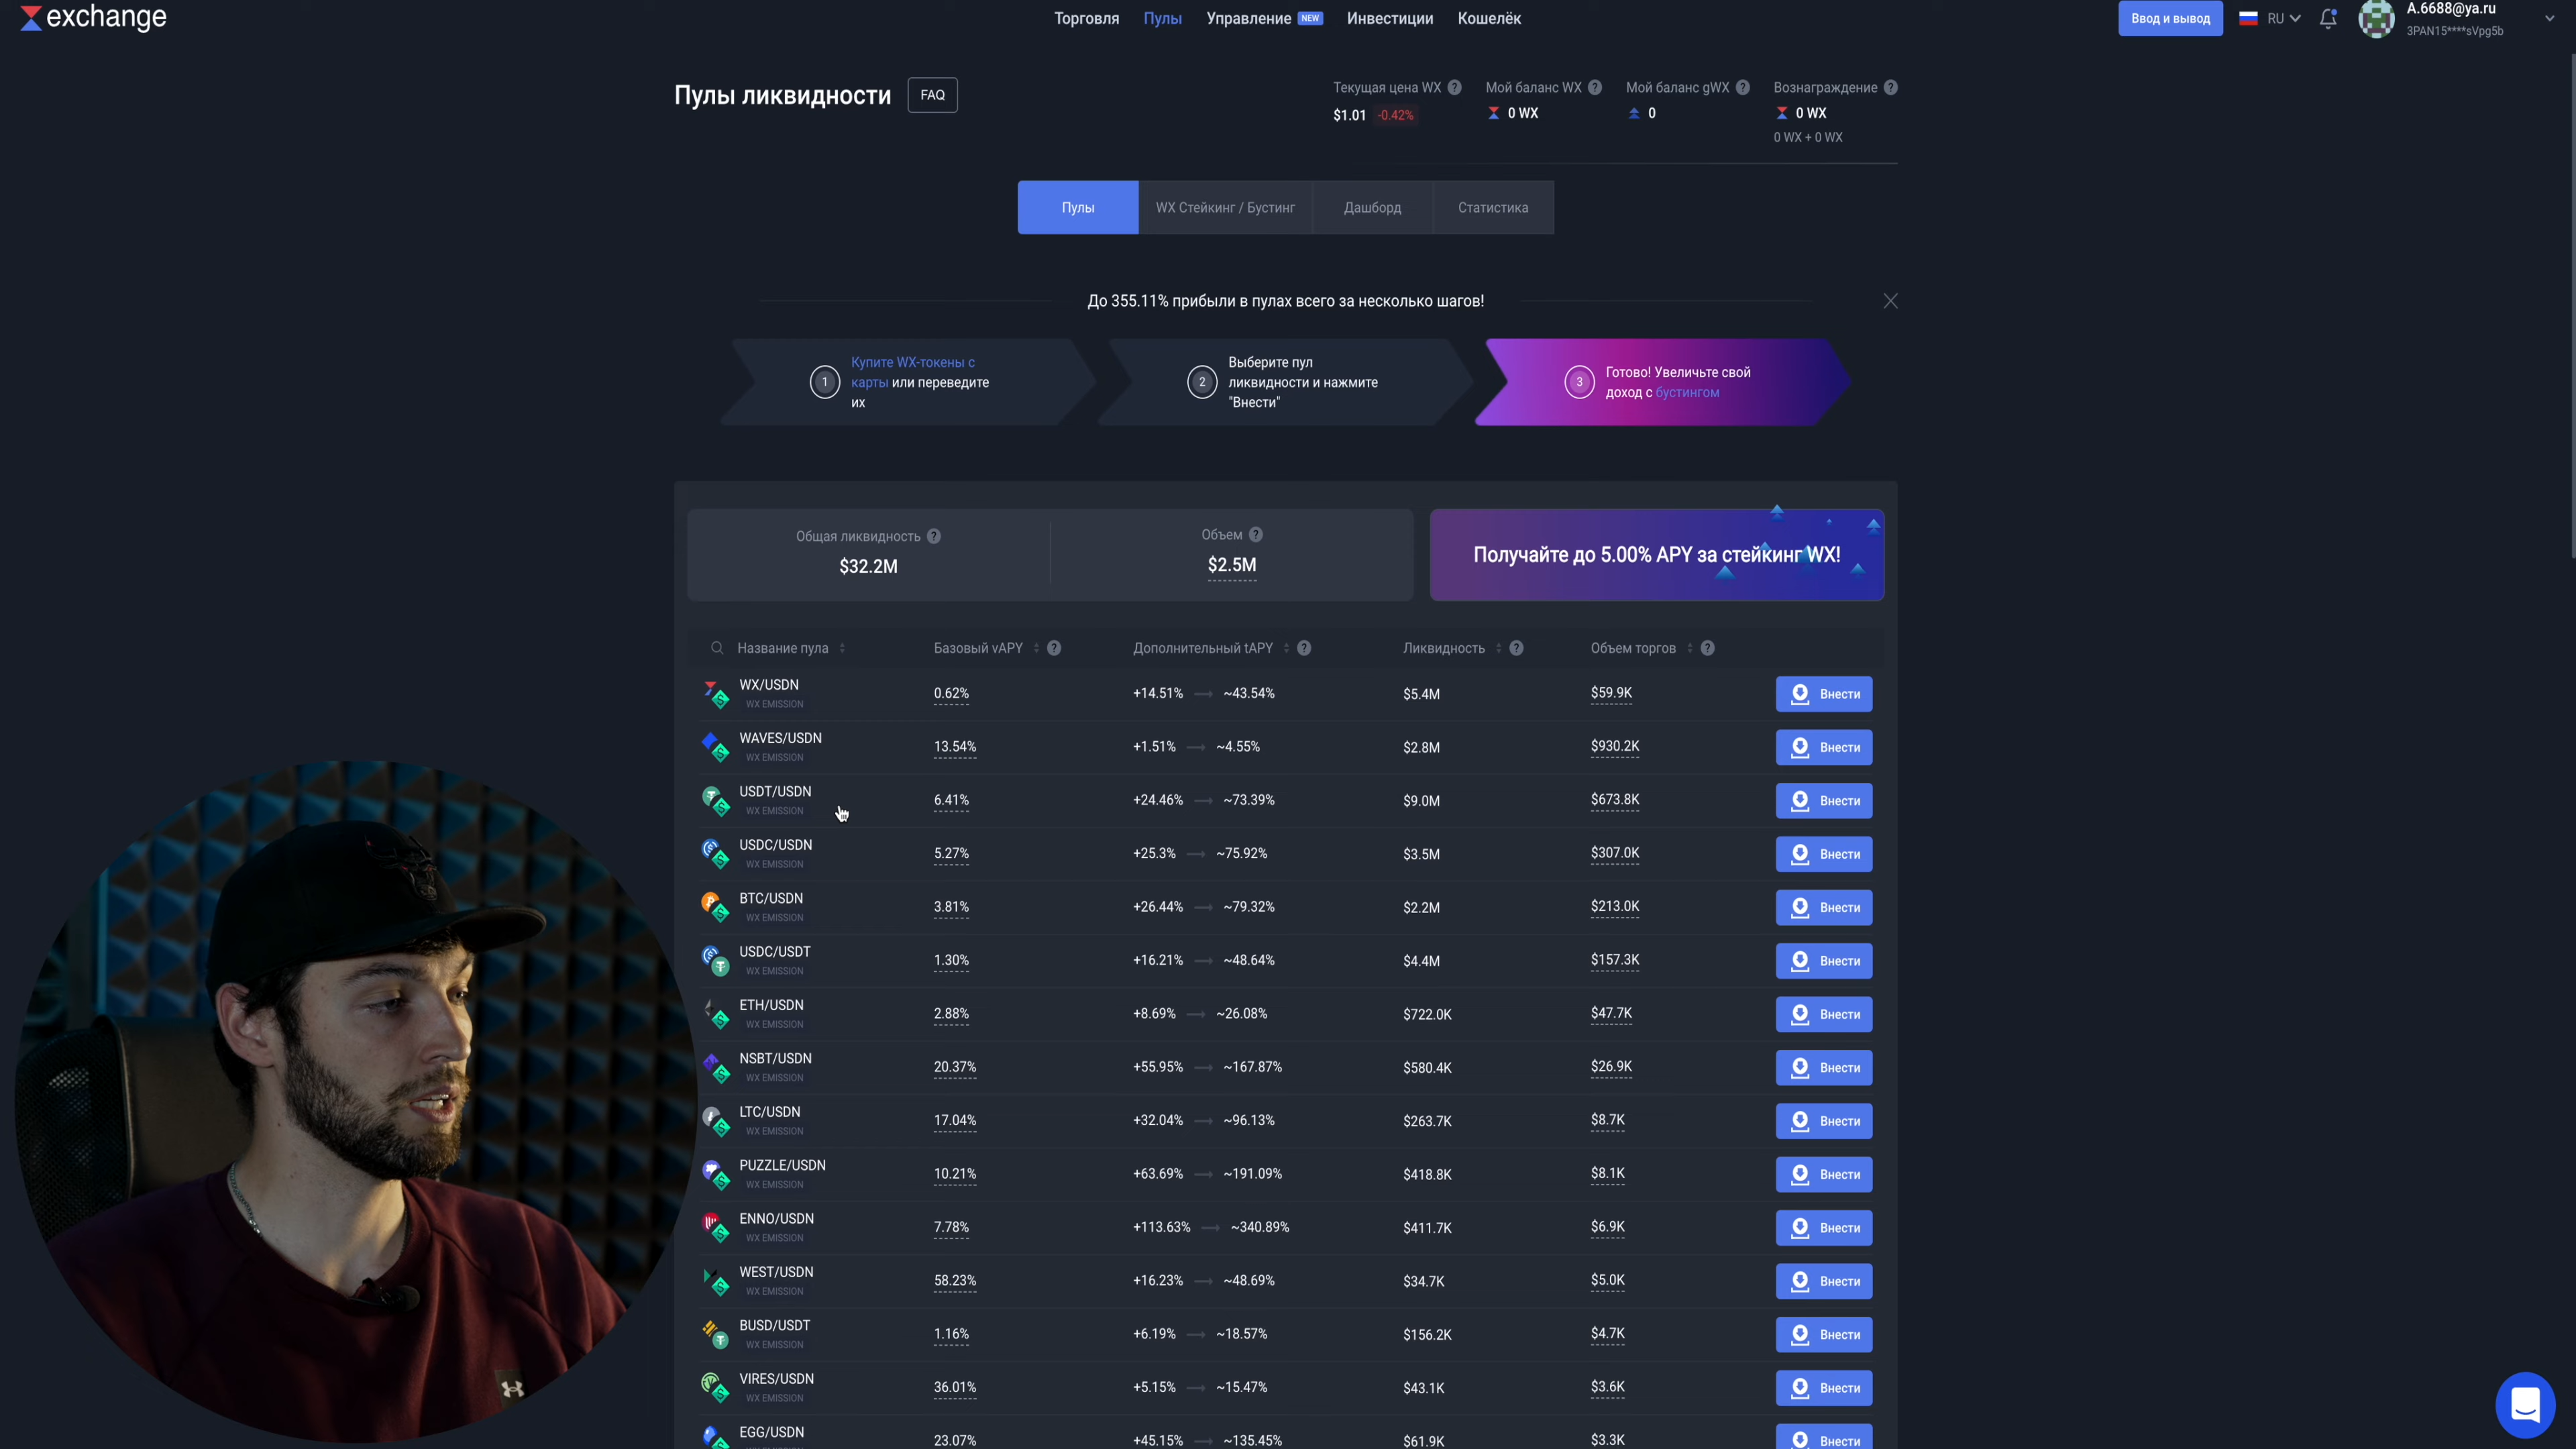 exchange
Торговля Пулы Управление NEW Инвестиции Кошелёк
Ввод и вывод RU A.6688@ya.ru
3PAN15****sVpg5b
Пулы ликвидности FAQ
Текущая цена WX ? Мой баланс WX ? Мой баланс gWX ? Вознаграждение ?
$1.01 -0.42% 0 WX 0 0 WX
0 WX + 0 WX
Пулы WX Стейкинг / Бустинг Дашборд Статистика
До 355.11% прибыли в пулах всего за несколько шагов!
1 Купите WX-токены с
карты или переведите
их
2 Выберите пул
ликвидности и нажмите
"Внести"
3 Готово! Увеличьте свой
доход с бустингом
Общая ликвидность ? Объем ?
$32.2M $2.5M
Получайте до 5.00% APY за стейкинг WX!
Название пула Базовый vAPY ? Дополнительный tAPY ? Ликвидность ? Объем торгов ?
WX/USDN 0.62% +14.51% → ~43.54% $5.4M $59.9K Внести
WX EMISSION
WAVES/USDN 13.54% +1.51% → ~4.55% $2.8M $930.2K Внести
WX EMISSION
USDT/USDN 6.41% +24.46% → ~73.39% $9.0M $673.8K Внести
WX EMISSION
USDC/USDN 5.27% +25.3% → ~75.92% $3.5M $307.0K Внести
WX EMISSION
BTC/USDN 3.81% +26.44% → ~79.32% $2.2M $213.0K Внести
WX EMISSION
USDC/USDT 1.30% +16.21% → ~48.64% $4.4M $157.3K Внести
WX EMISSION
ETH/USDN 2.88% +8.69% → ~26.08% $722.0K $47.7K Внести
WX EMISSION
NSBT/USDN 20.37% +55.95% → ~167.87% $580.4K $26.9K Внести
WX EMISSION
LTC/USDN 17.04% +32.04% → ~96.13% $263.7K $8.7K Внести
WX EMISSION
PUZZLE/USDN 10.21% +63.69% → ~191.09% $418.8K $8.1K Внести
WX EMISSION
ENNO/USDN 7.78% +113.63% → ~340.89% $411.7K $6.9K Внести
WX EMISSION
WEST/USDN 58.23% +16.23% → ~48.69% $34.7K $5.0K Внести
WX EMISSION
BUSD/USDT 1.16% +6.19% → ~18.57% $156.2K $4.7K Внести
WX EMISSION
VIRES/USDN 36.01% +5.15% → ~15.47% $43.1K $3.6K Внести
WX EMISSION
EGG/USDN 23.07% +45.15% → ~135.45% $61.9K $3.3K Внести